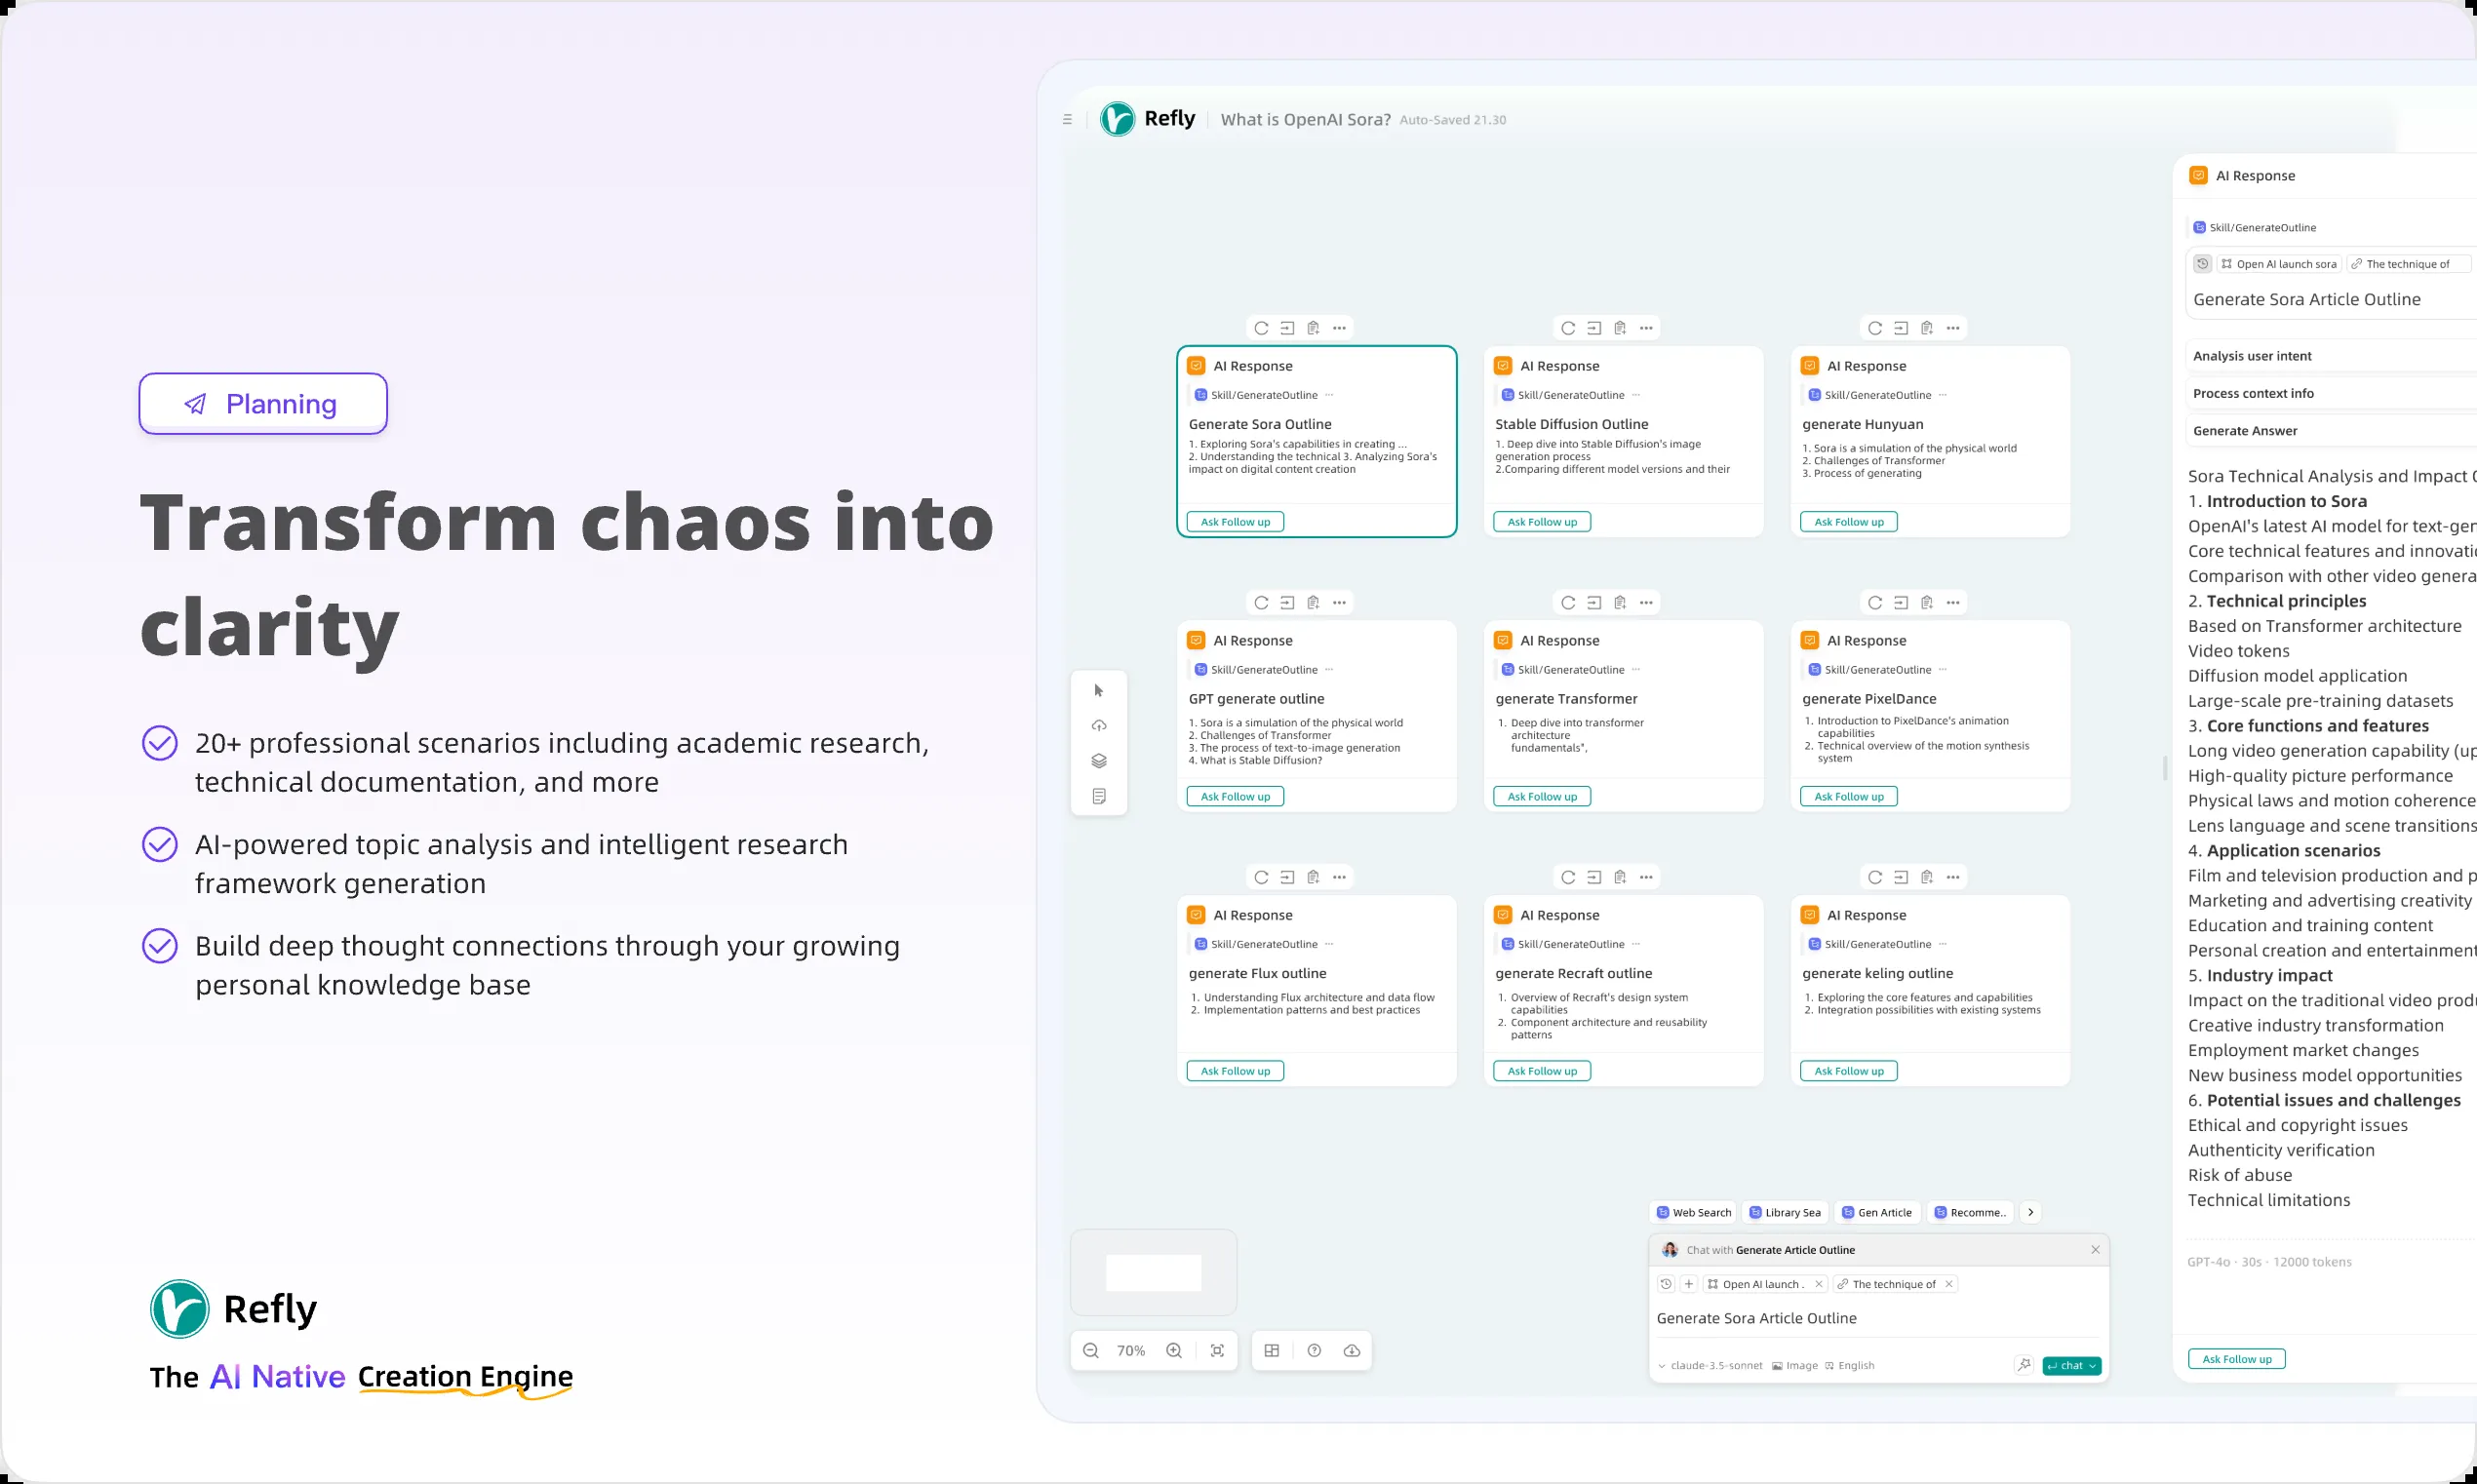 Planning
Transform chaos into
clarity
20+ professional scenarios including academic research,
technical documentation, and more
AI-powered topic analysis and intelligent research
framework generation
Build deep thought connections through your growing
personal knowledge base
Refly
The AI Native Creation Engine
Refly
What is OpenAI Sora?
Auto-Saved 21.30
AI Response
Skill/GenerateOutline ...
Generate Sora Outline
1. Exploring Sora's capabilities in creating ...
2. Understanding the technical 3. Analyzing Sora's
impact on digital content creation
Ask Follow up
AI Response
Skill/GenerateOutline ...
Stable Diffusion Outline
1. Deep dive into Stable Diffusion's image
generation process
2.Comparing different model versions and their
Ask Follow up
AI Response
Skill/GenerateOutline ...
generate Hunyuan
1. Sora is a simulation of the physical world
2. Challenges of Transformer
3. Process of generating
Ask Follow up
AI Response
Skill/GenerateOutline ...
GPT generate outline
1. Sora is a simulation of the physical world
2. Challenges of Transformer
3. The process of text-to-image generation
4. What is Stable Diffusion?
Ask Follow up
AI Response
Skill/GenerateOutline ...
generate Transformer
1. Deep dive into transformer
architecture
fundamentals",
Ask Follow up
AI Response
Skill/GenerateOutline ...
generate PixelDance
1. Introduction to PixelDance's animation
capabilities
2. Technical overview of the motion synthesis
system
Ask Follow up
AI Response
Skill/GenerateOutline ...
generate Flux outline
1. Understanding Flux architecture and data flow
2. Implementation patterns and best practices
Ask Follow up
AI Response
Skill/GenerateOutline ...
generate Recraft outline
1. Overview of Recraft's design system
capabilities
2. Component architecture and reusability
patterns
Ask Follow up
AI Response
Skill/GenerateOutline ...
generate keling outline
1. Exploring the core features and capabilities
2. Integration possibilities with existing systems
Ask Follow up
70%
Web Search
Library Sea
Gen Article
Recomme..
Chat with Generate Article Outline
Open AI launch .
The technique of
Generate Sora Article Outline
claude-3.5-sonnet
Image
English
chat
AI Response
Skill/GenerateOutline
Open AI launch sora
The technique of
Generate Sora Article Outline
Analysis user intent
Process context info
Generate Answer
Sora Technical Analysis and Impact
1. Introduction to Sora
OpenAI's latest AI model for text-gen
Core technical features and innovati
Comparison with other video genera
2. Technical principles
Based on Transformer architecture
Video tokens
Diffusion model application
Large-scale pre-training datasets
3. Core functions and features
Long video generation capability (up
High-quality picture performance
Physical laws and motion coherence
Lens language and scene transitions
4. Application scenarios
Film and television production and p
Marketing and advertising creativity
Education and training content
Personal creation and entertainment
5. Industry impact
Impact on the traditional video produ
Creative industry transformation
Employment market changes
New business model opportunities
6. Potential issues and challenges
Ethical and copyright issues
Authenticity verification
Risk of abuse
Technical limitations
GPT-4o · 30s · 12000 tokens
Ask Follow up